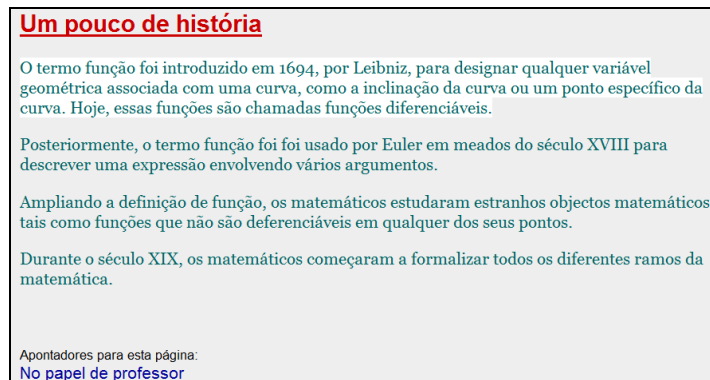 Um pouco de história
O termo função foi introduzido em 1694, por Leibniz, para designar qualquer variável
geométrica associada com uma curva, como a inclinação da curva ou um ponto específico da
curva. Hoje, essas funções são chamadas funções diferenciáveis.
Posteriormente, o termo função foi foi usado por Euler em meados do século XVIII para
descrever uma expressão envolvendo vários argumentos.
Ampliando a definição de função, os matemáticos estudaram estranhos objectos matemáticos
tais como funções que não são deferenciáveis em qualquer dos seus pontos.
Durante o século XIX, os matemáticos começaram a formalizar todos os diferentes ramos da
matemática.
Apontadores para esta página:
No papel de professor